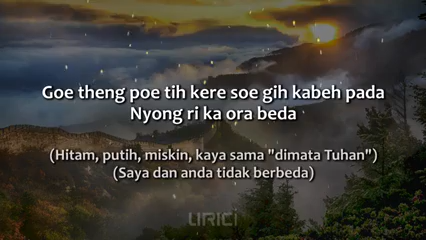 Goe theng poe tih kere soe gih kabeh pada
Nyong ri ka ora beda
(Hitam, putih, miskin, kaya sama "dimata Tuhan")
(Saya dan anda tidak berbeda)
LIRICI